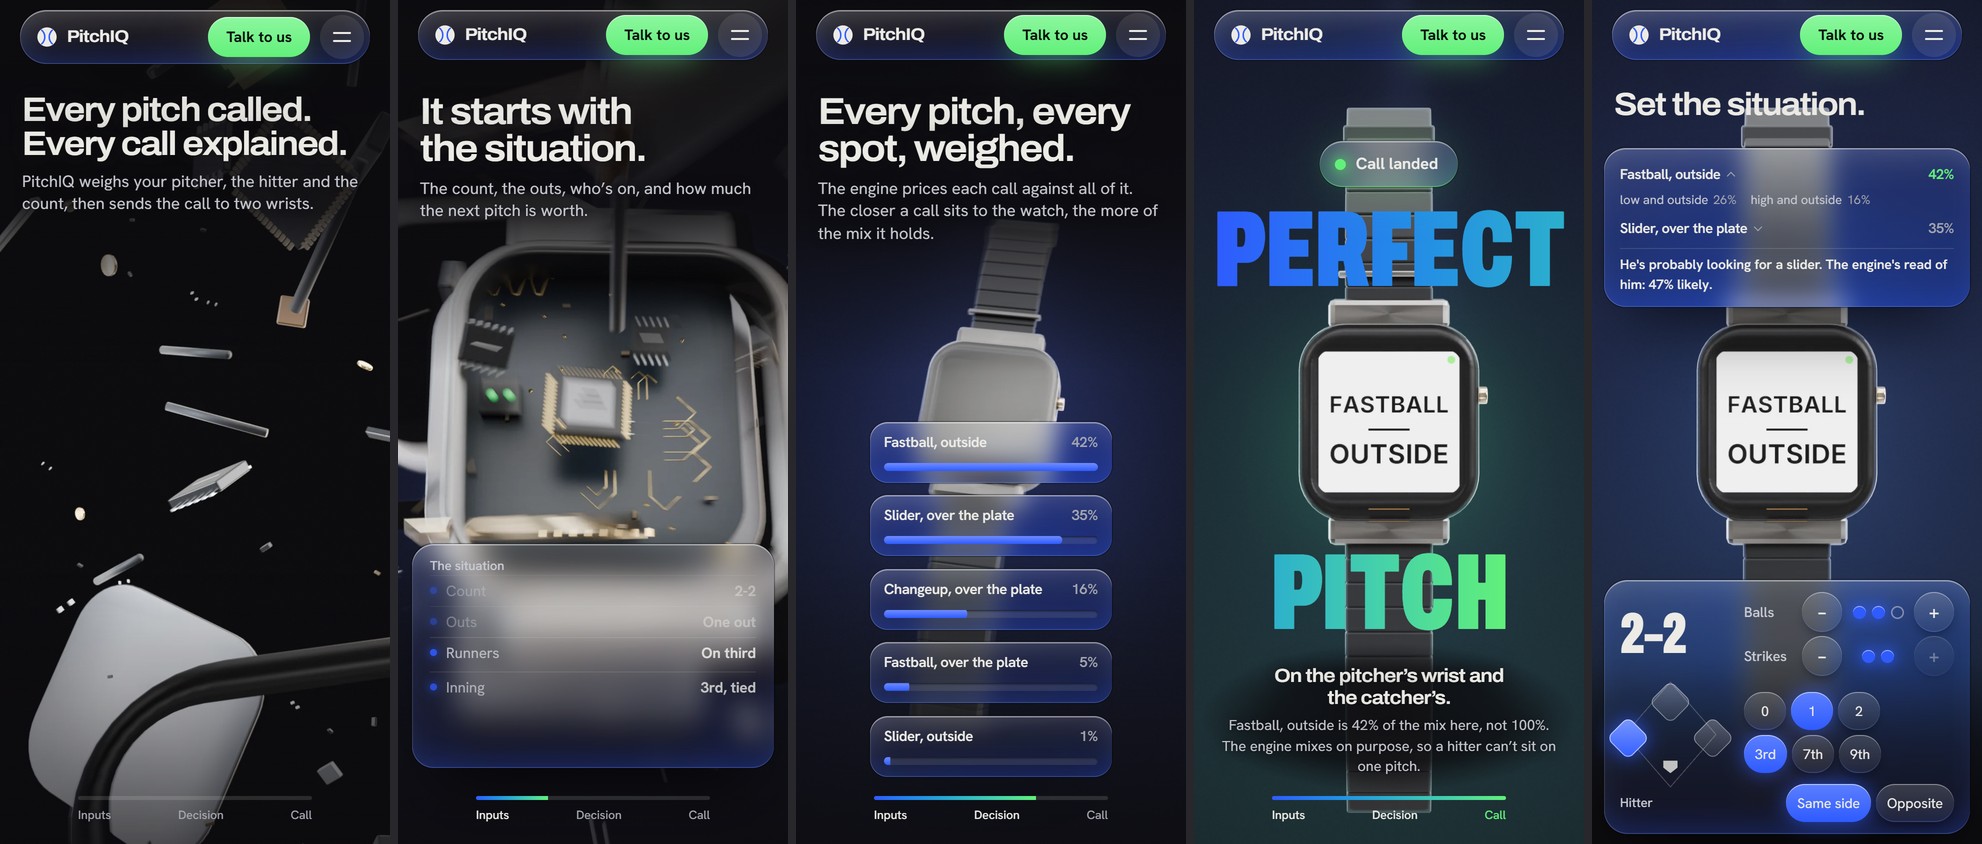 PitchIQ
Talk to us
Every pitch called.
Every call explained.
PitchIQ weighs your pitcher, the hitter and the
count, then sends the call to two wrists.
Inputs
Decision
Call
PitchIQ
Talk to us
It starts with
the situation.
The count, the outs, who’s on, and how much
the next pitch is worth.
The situation
Count 2-2
Outs One out
Runners On third
Inning 3rd, tied
Inputs
Decision
Call
PitchIQ
Talk to us
Every pitch, every
spot, weighed.
The engine prices each call against all of it.
The closer a call sits to the watch, the more of
the mix it holds.
Fastball, outside 42%
Slider, over the plate 35%
Changeup, over the plate 16%
Fastball, over the plate 5%
Slider, outside 1%
Inputs
Decision
Call
PitchIQ
Talk to us
Call landed
PERFECT
FASTBALL
OUTSIDE
PITCH
On the pitcher’s wrist and
the catcher’s.
Fastball, outside is 42% of the mix here, not 100%.
The engine mixes on purpose, so a hitter can’t sit on
one pitch.
Inputs
Decision
Call
PitchIQ
Talk to us
Set the situation.
Fastball, outside 42%
low and outside 26% high and outside 16%
Slider, over the plate 35%
He's probably looking for a slider. The engine's read of
him: 47% likely.
FASTBALL
OUTSIDE
2-2
Balls − +
Strikes − +
0 1 2
3rd 7th 9th
Hitter Same side Opposite